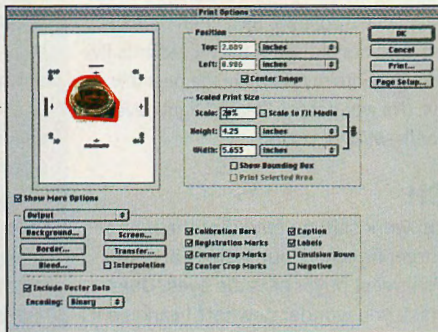 Print Options
Position
Top: 2.889 inches
Left: 0.986 inches
Center Image
OK
Cancel
Print...
Page Setup...
Scaled Print Size
Scale: 20% Scale to Fit Media
Height: 4.25 inches
Width: 5.653 inches
Show Bounding Box
Print Selected Area
Show More Options
Output
Background... Screen... Calibration Bars Caption
Border... Transfer... Registration Marks Labels
Bleed... Interpolation Corner Crop Marks Emulsion Down
Center Crop Marks Negative
Include Vector Data
Encoding: Binary